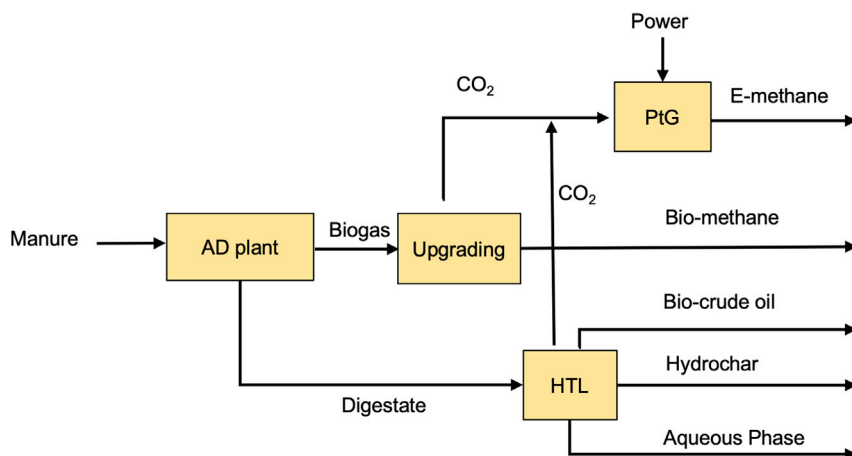 Power
CO₂
PtG
E-methane
CO₂
Manure
AD plant
Biogas
Upgrading
Bio-methane
Bio-crude oil
HTL
Hydrochar
Digestate
Aqueous Phase